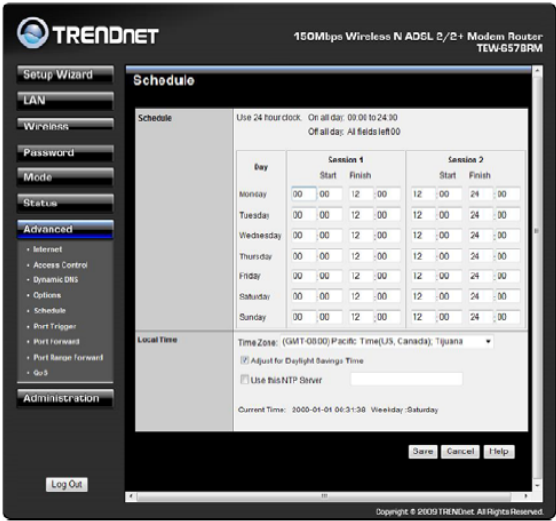 TRENDNET
150Mbps Wireless N ADSL 2/2+ Modem Router
TEW-657BRM
Setup Wizard
LAN
Wireless
Password
Mode
Status
Advanced
• Internet
• Access Control
• Dynamic DNS
• Options
• Schedule
• Port Trigger
• Port Forward
• Port Range Forward
• QoS
Administration
Log Out
Schedule
Schedule
Use 24 hour clock. On all day: 00:00 to 24:00
Off all day: All fields left 00
Day Session 1 Session 2
Start Finish Start Finish
Monday 00 :00 12 :00 12 :00 24 :00
Tuesday 00 :00 12 :00 12 :00 24 :00
Wednesday 00 :00 12 :00 12 :00 24 :00
Thursday 00 :00 12 :00 12 :00 24 :00
Friday 00 :00 12 :00 12 :00 24 :00
Saturday 00 :00 12 :00 12 :00 24 :00
Sunday 00 :00 12 :00 12 :00 24 :00
Local Time
Time Zone: (GMT-08:00) Pacific Time(US, Canada); Tijuana
Adjust for Daylight Savings Time
Use this NTP Server
Current Time: 2000-01-01 00:31:38 Weekday :Saturday
Save Cancel Help
Copyright © 2009 TRENDnet. All Rights Reserved.